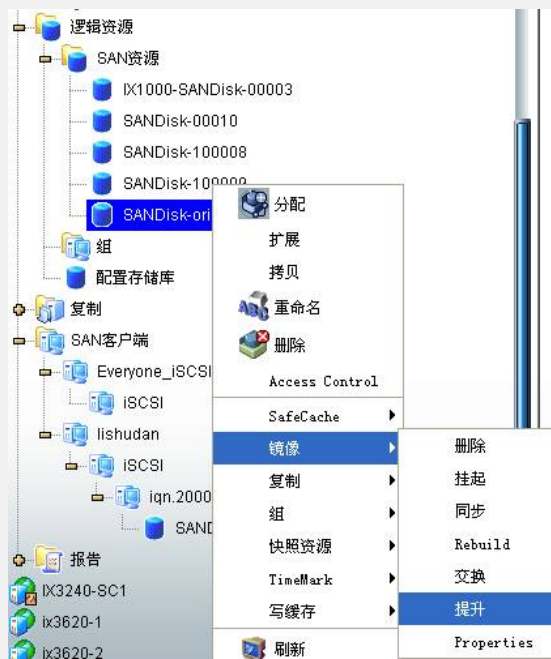 逻辑资源
SAN资源
IX1000-SANDisk-00003
SANDisk-00010
SANDisk-100008
SANDisk-100009
SANDisk-ori
组
配置存储库
复制
SAN客户端
Everyone_iSCSI
iSCSI
lishudan
iSCSI
iqn.2000
SAND
报告
IX3240-SC1
ix3620-1
ix3620-2
分配
扩展
拷贝
ABC
重命名
删除
Access Control
SafeCache
镜像
复制
组
快照资源
TimeMark
写缓存
刷新
删除
挂起
同步
Rebuild
交换
提升
Properties